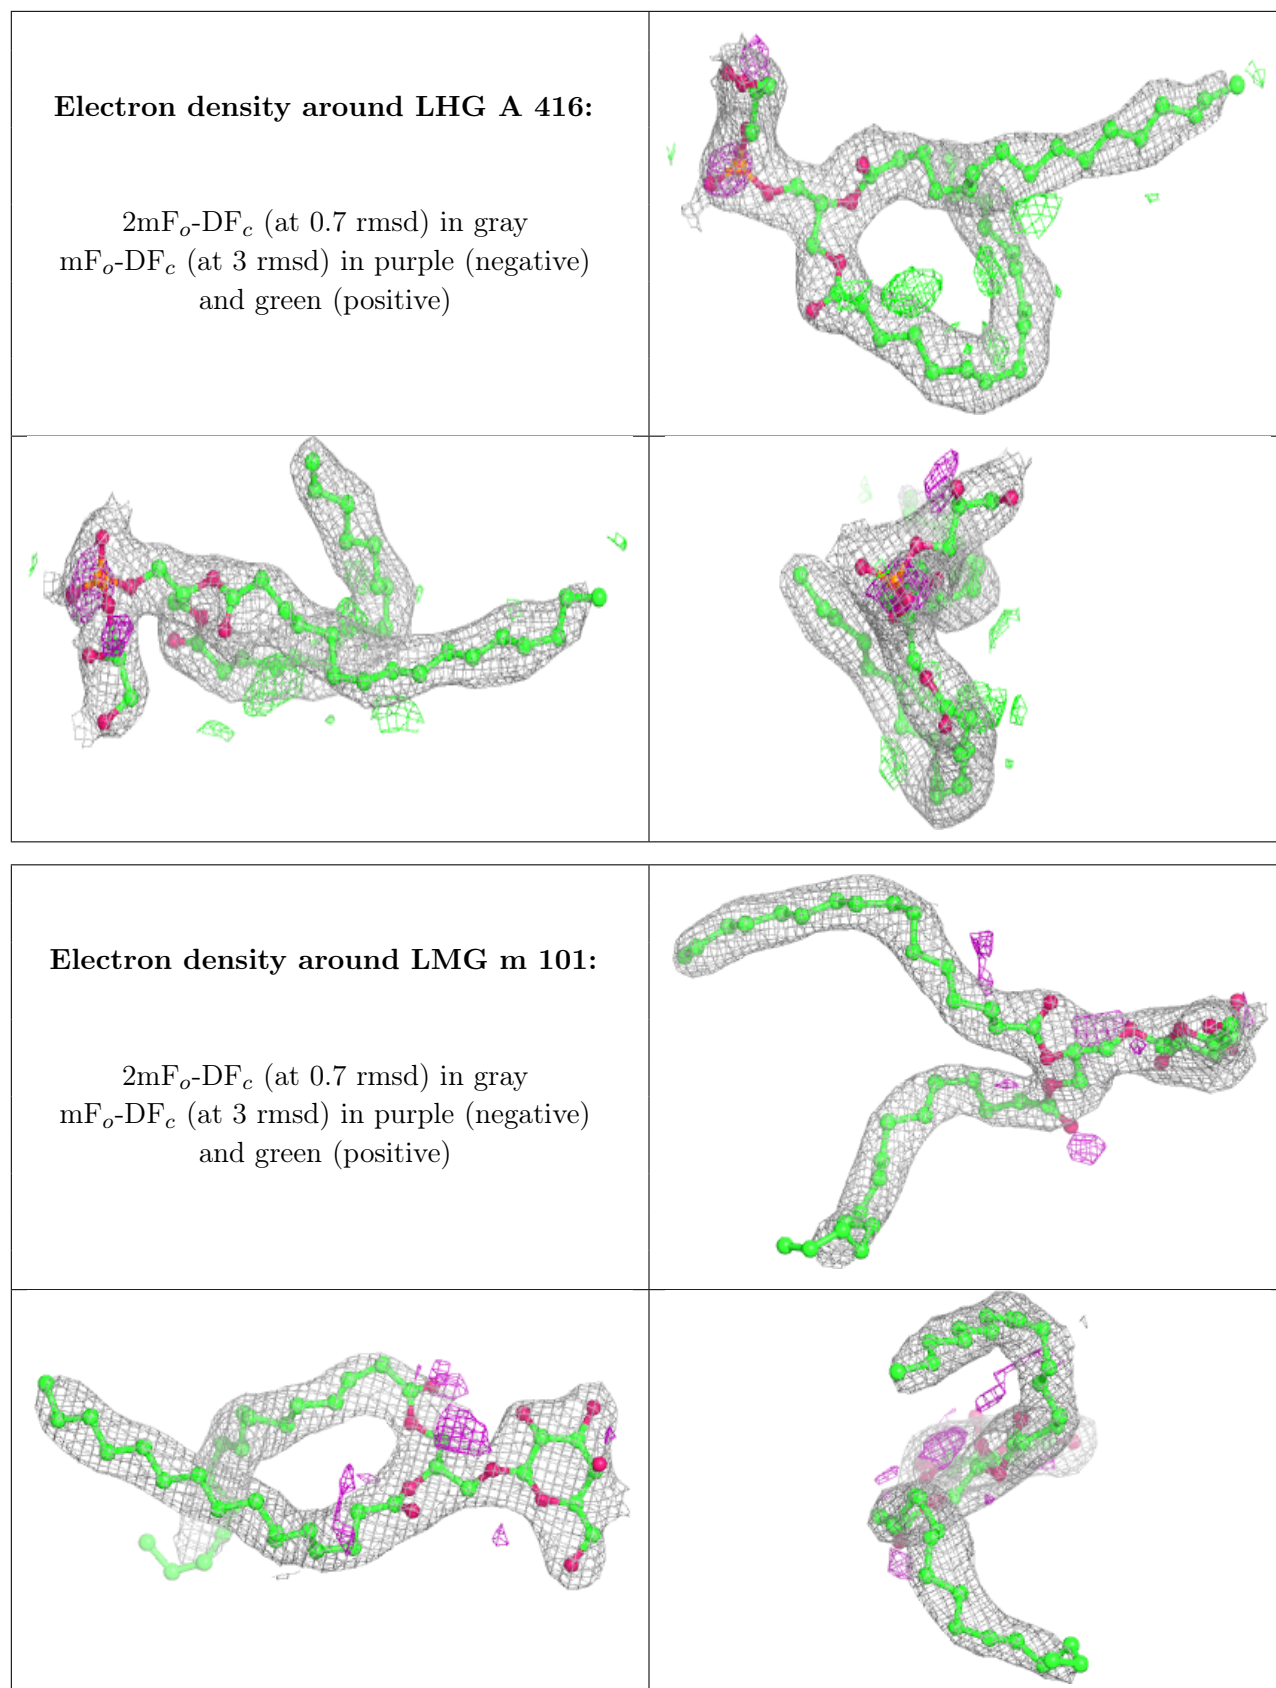 Electron density around LHG A 416:
2mFo-DFc (at 0.7 rmsd) in gray
mFo-DFc (at 3 rmsd) in purple (negative)
and green (positive)
Electron density around LMG m 101:
2mFo-DFc (at 0.7 rmsd) in gray
mFo-DFc (at 3 rmsd) in purple (negative)
and green (positive)